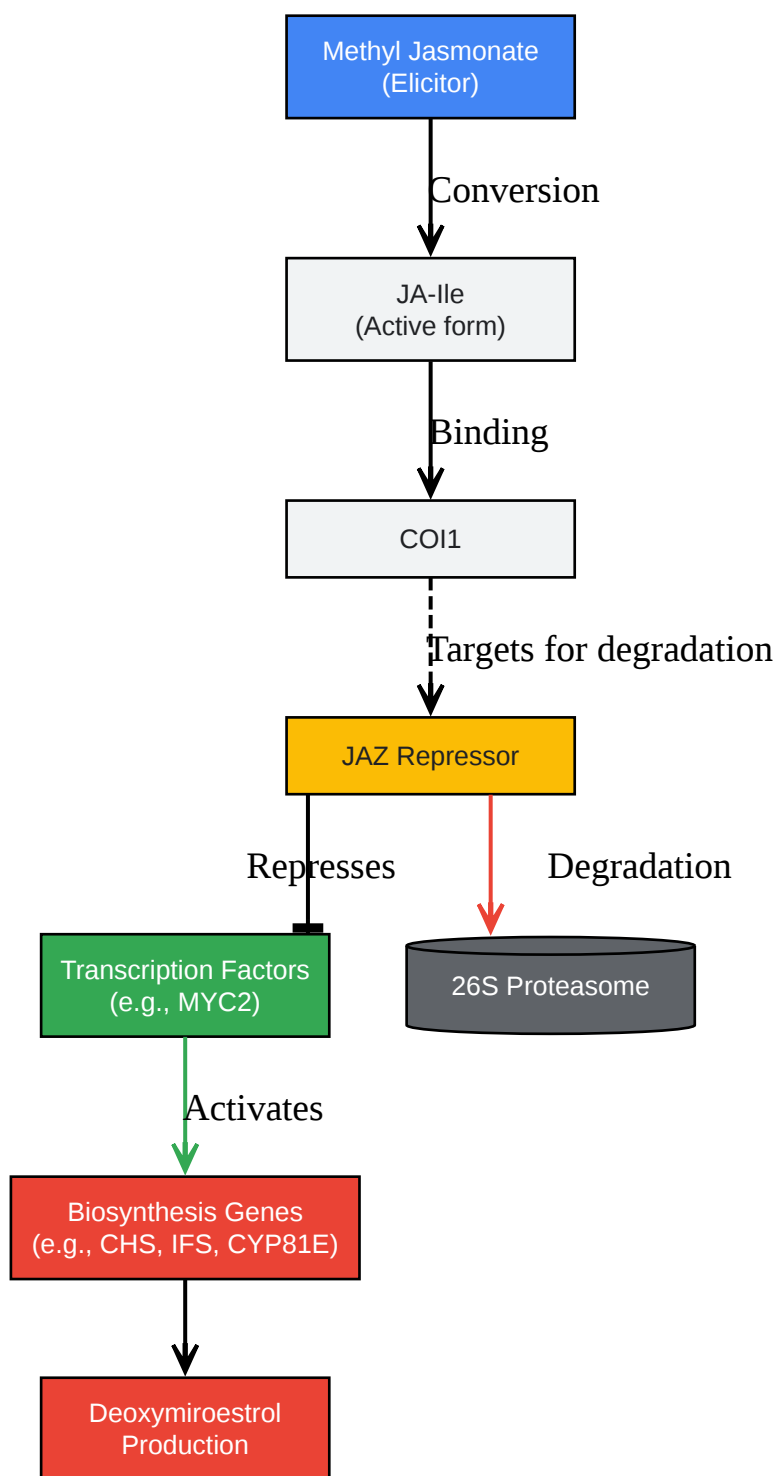 Methyl Jasmonate
(Elicitor)
Conversion
JA-Ile
(Active form)
Binding
COI1
Targets for degradation
JAZ Repressor
Represses
Degradation
Transcription Factors
(e.g., MYC2)
26S Proteasome
Activates
Biosynthesis Genes
(e.g., CHS, IFS, CYP81E)
Deoxymiroestrol
Production